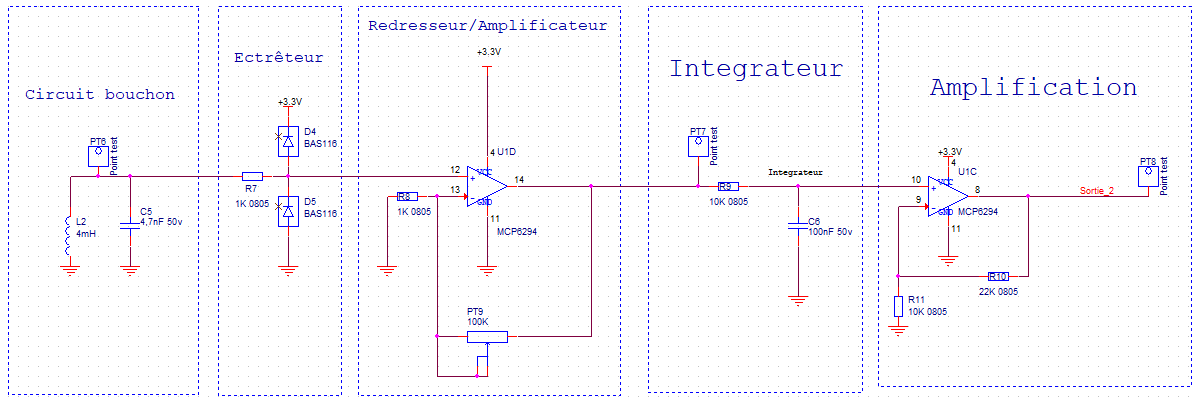 Circuit bouchon
PT6
Point test
L2
4mH
C5
4,7nF 50v
Ectrêteur
+3.3V
D4
BAS116
R7
1K 0805
D5
BAS116
Redresseur/Amplificateur
+3.3V
4
U1D
VCC
12
+
13
-
14
GND
11
MCP6294
R8
1K 0805
PT9
100K
Integrateur
PT7
Point test
R9
10K 0805
Integrateur
C6
100nF 50v
Amplification
+3.3V
4
U1C
VCC
10
+
9
-
8
GND
MCP6294
11
Sortie_2
PT8
Point test
R10
22K 0805
R11
10K 0805